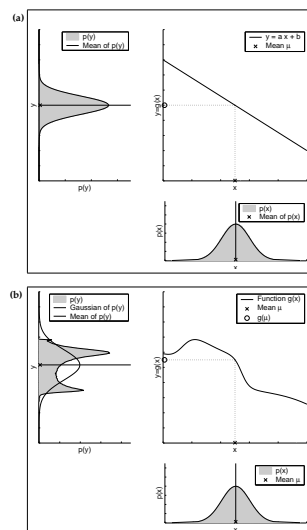 (a)
p(y)
Mean of p(y)
y = a x + b
Mean μ
y
y=g(x)
p(y)
x
p(x)
Mean of p(x)
p(x)
x
(b)
p(y)
Gaussian of p(y)
Mean of p(y)
Function g(x)
Mean μ
g(μ)
y
y=g(x)
p(y)
x
p(x)
Mean μ
p(x)
x